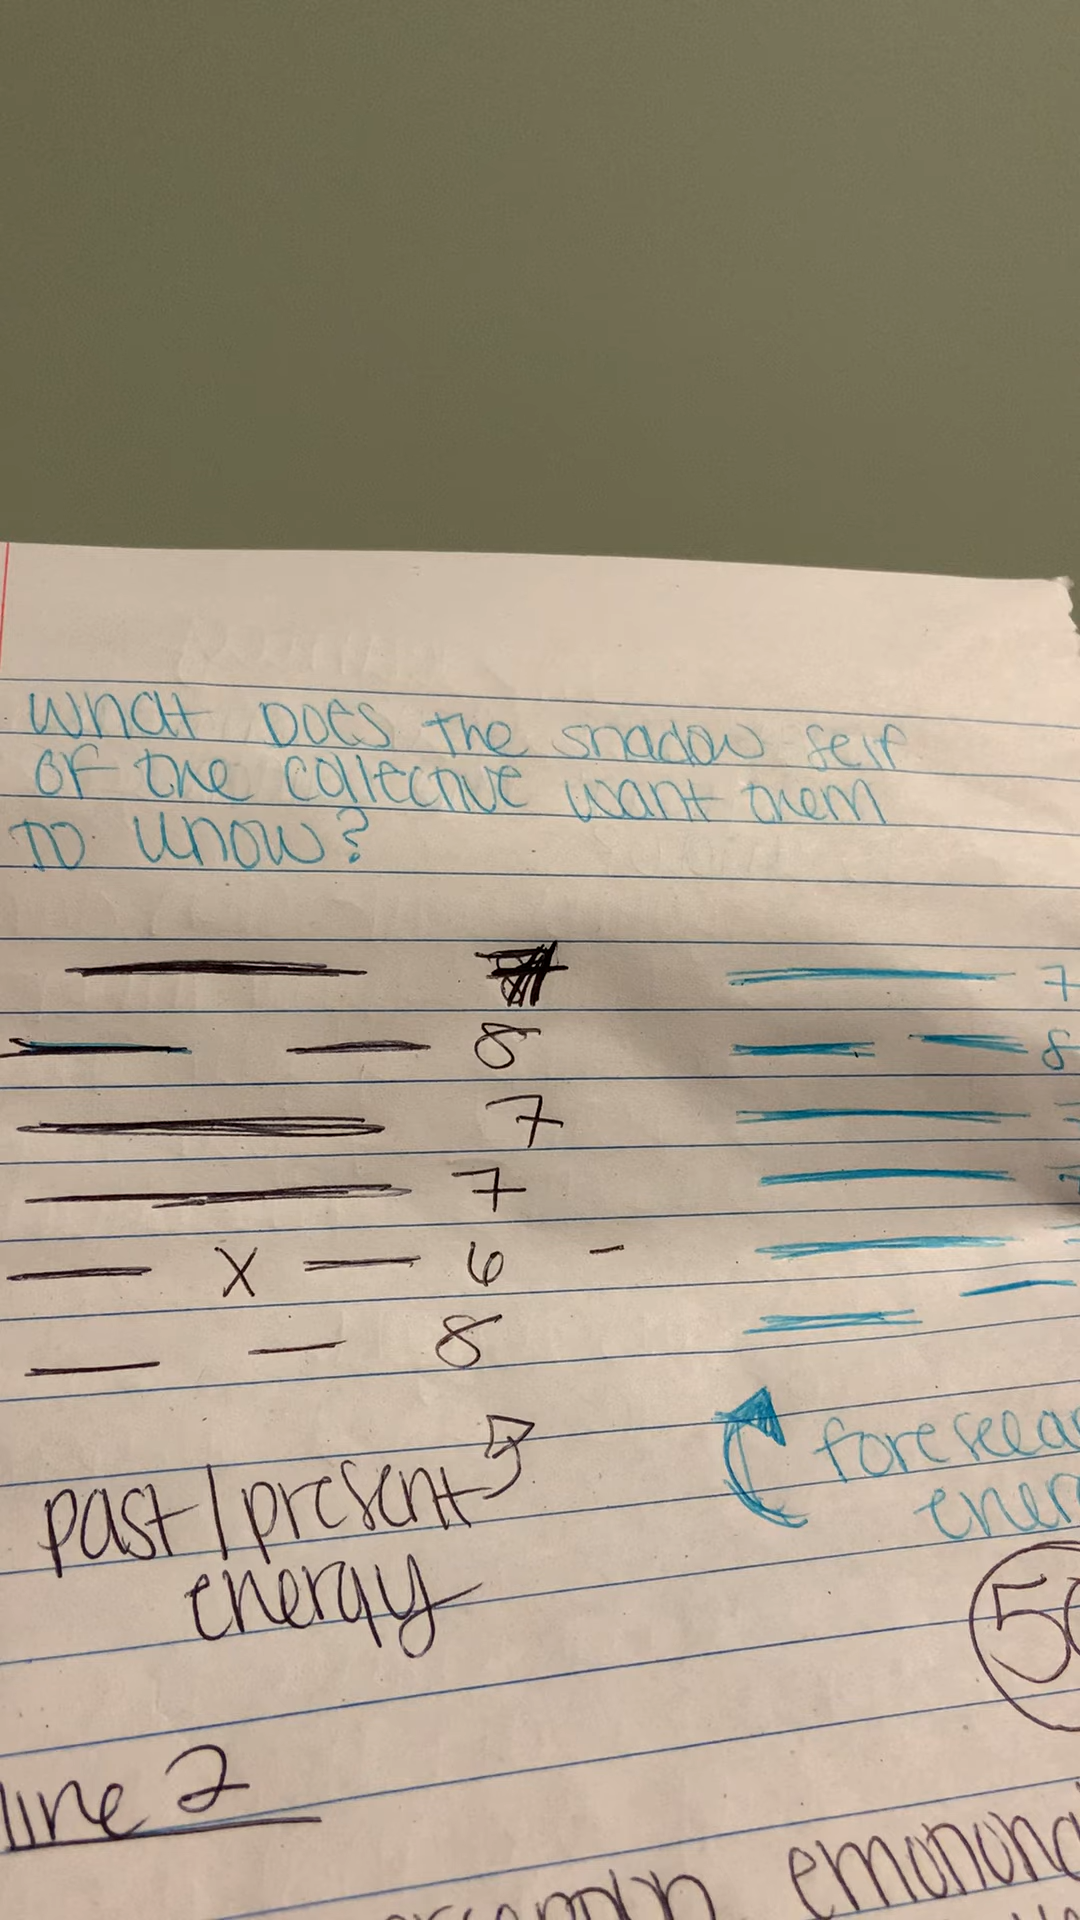 What Does the shadow self
of the collective want them
to know?
7
8
8
7
7
X 6 -
8
past/present
energy
line 2